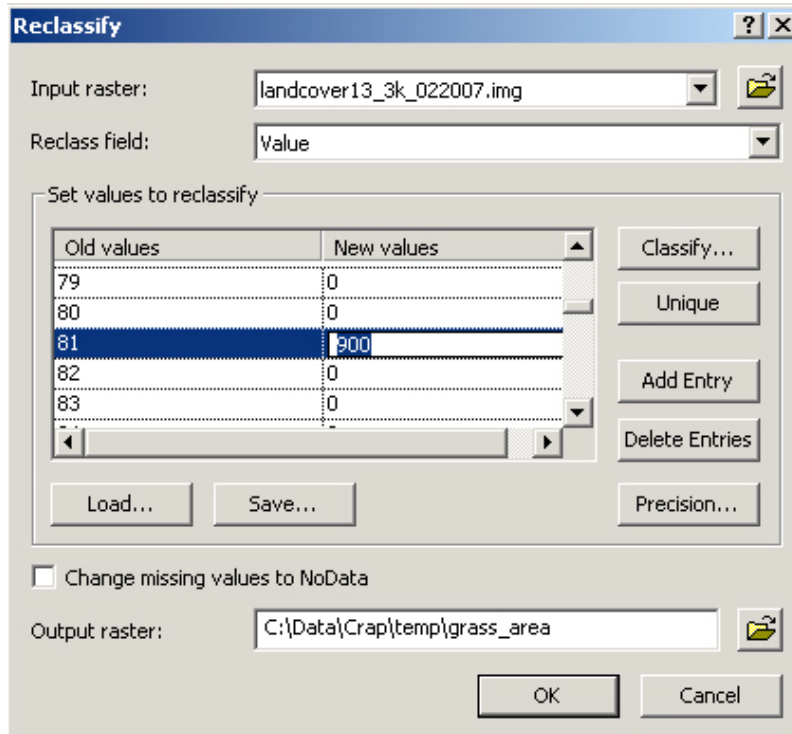 Reclassify
Input raster: landcover13_3k_022007.img
Reclass field: Value
Set values to reclassify
Old values New values Classify...
79 0
80 0 Unique
81 900
82 0 Add Entry
83 0
Delete Entries
Load... Save... Precision...
Change missing values to NoData
Output raster: C:\Data\Crap\temp\grass_area
OK Cancel